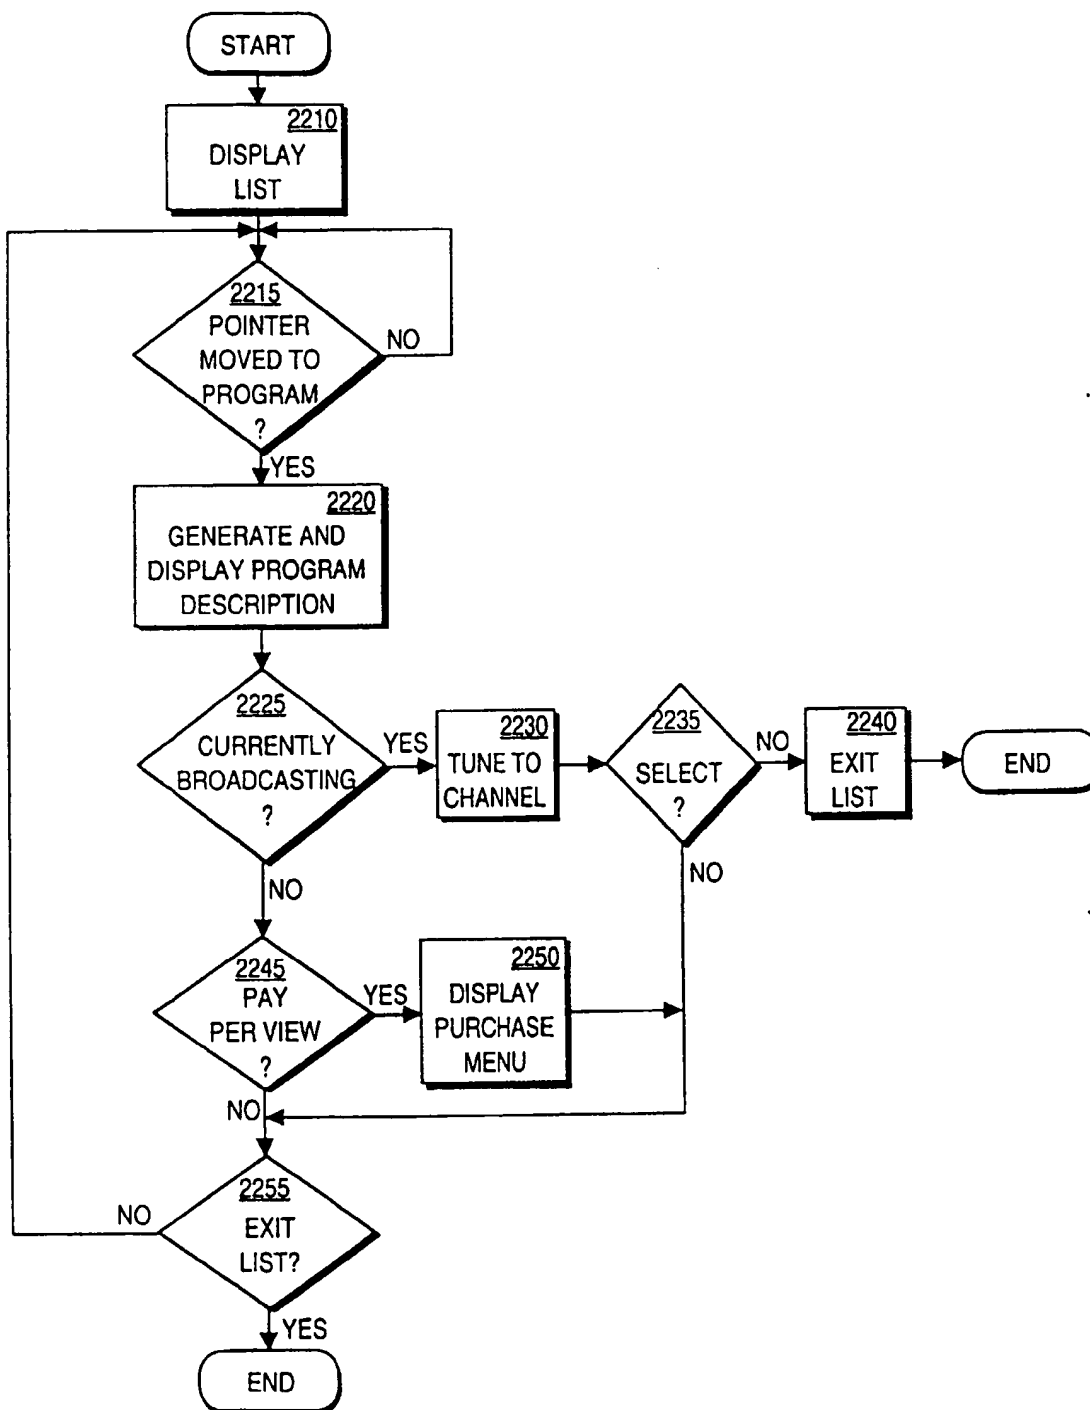 START
2210
DISPLAY
LIST
2215
POINTER
MOVED TO
PROGRAM
?
NO
YES
2220
GENERATE AND
DISPLAY PROGRAM
DESCRIPTION
2225
CURRENTLY
BROADCASTING
?
YES
2230
TUNE TO
CHANNEL
2235
SELECT
?
NO
2240
EXIT
LIST
END
NO
NO
2245
PAY
PER VIEW
?
YES
2250
DISPLAY
PURCHASE
MENU
NO
2255
EXIT
LIST?
NO
YES
END